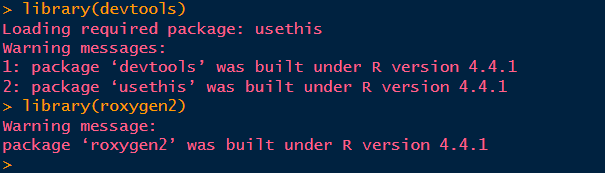 > library(devtools)
Loading required package: usethis
Warning messages:
1: package ‘devtools’ was built under R version 4.4.1
2: package ‘usethis’ was built under R version 4.4.1
> library(roxygen2)
Warning message:
package ‘roxygen2’ was built under R version 4.4.1
>